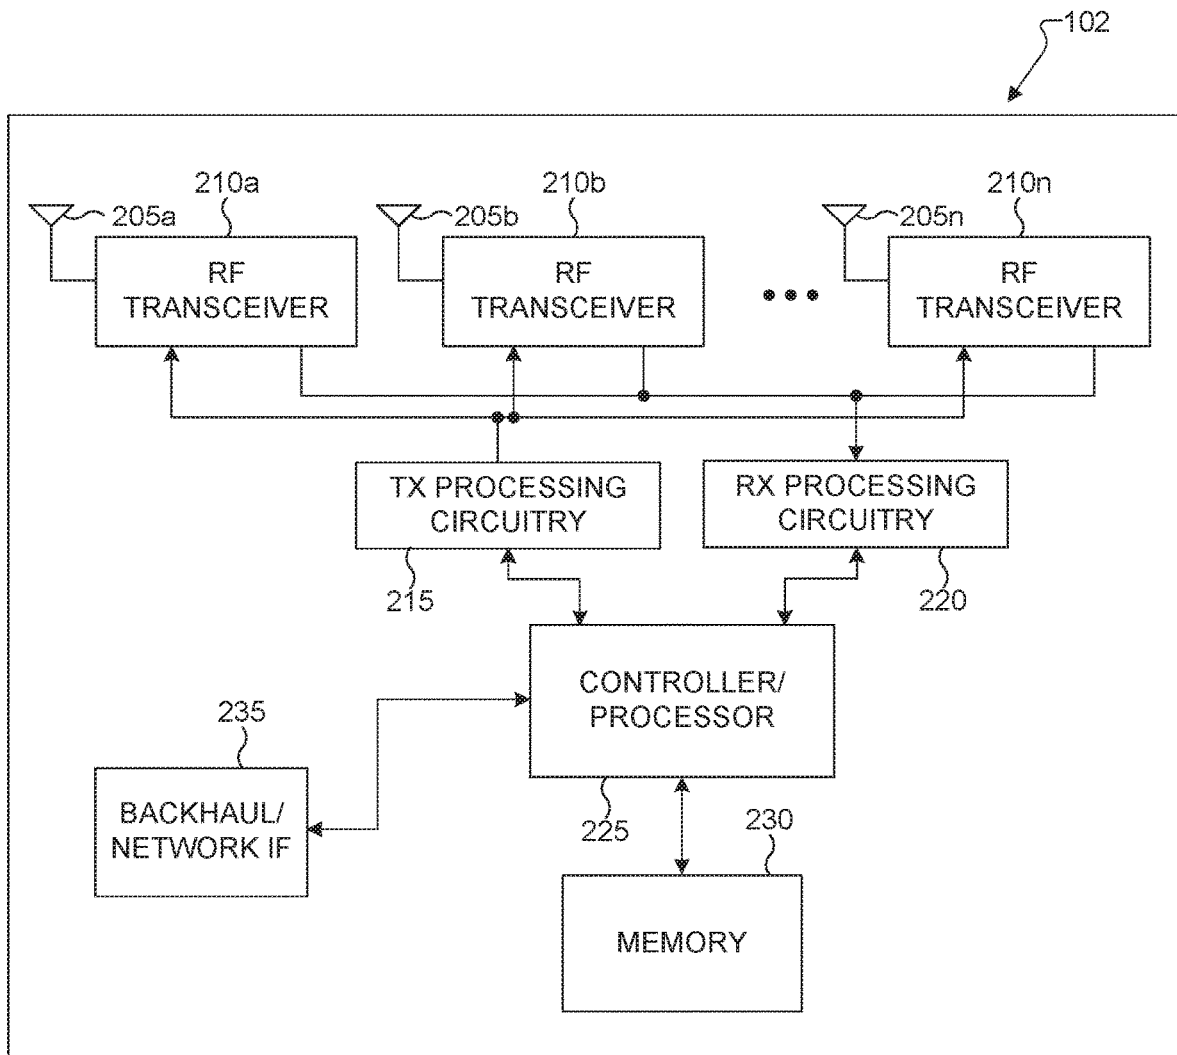 102
210a
210b
210n
205a
205b
205n
RF
TRANSCEIVER
RF
TRANSCEIVER
RF
TRANSCEIVER
TX PROCESSING
CIRCUITRY
RX PROCESSING
CIRCUITRY
215
220
CONTROLLER/
PROCESSOR
235
BACKHAUL/
NETWORK IF
225
230
MEMORY